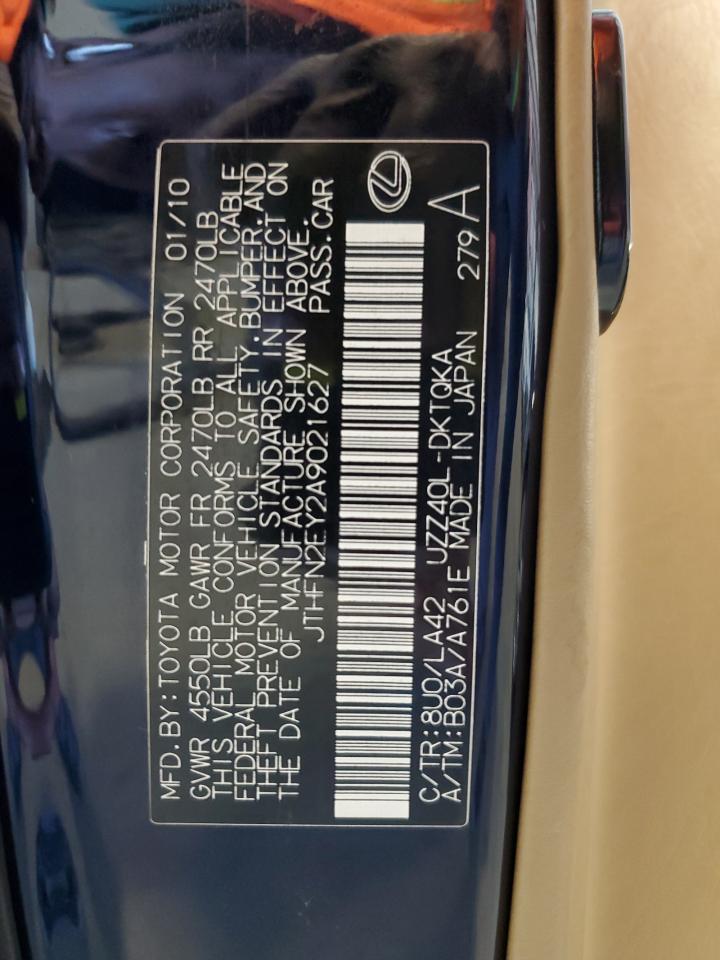 MFD.BY:TOYOTA MOTOR CORPORATION 01/10
GVWR 4550LB GAWR FR 2470LB RR 2470LB
THIS VEHICLE CONFORMS TO ALL APPLICABLE
FEDERAL MOTOR VEHICLE SAFETY,BUMPER,AND
THEFT PREVENTION STANDARDS IN EFFECT ON
THE DATE OF MANUFACTURE SHOWN ABOVE.
JTHFN2EY2A9021627 PASS.CAR
C/TR:8U0/LA42 UZZ40L-DKTQKA
A/TM:B03A/A761E MADE IN JAPAN 279 A